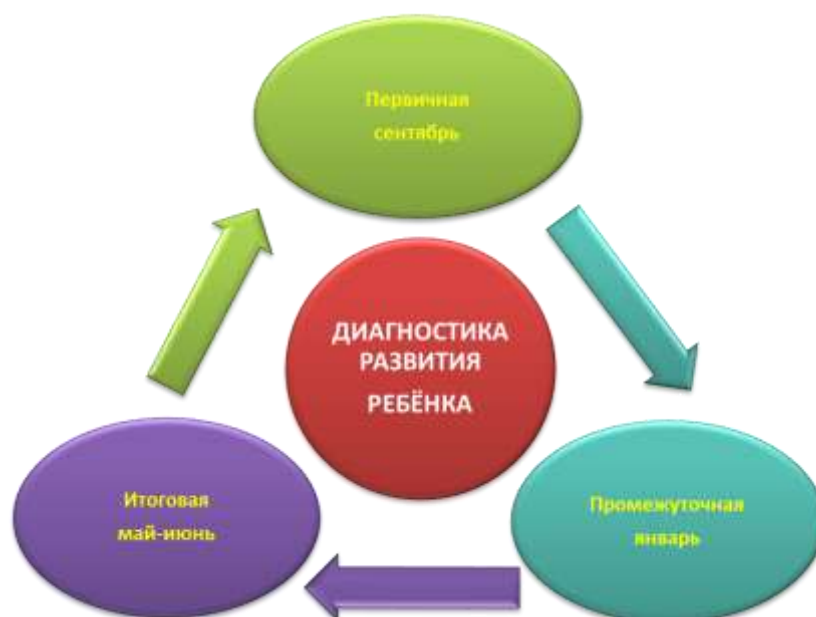 Первичная
сентябрь
ДИАГНОСТИКА
РАЗВИТИЯ
РЕБЁНКА
Итоговая
май-июнь
Промежуточная
январь